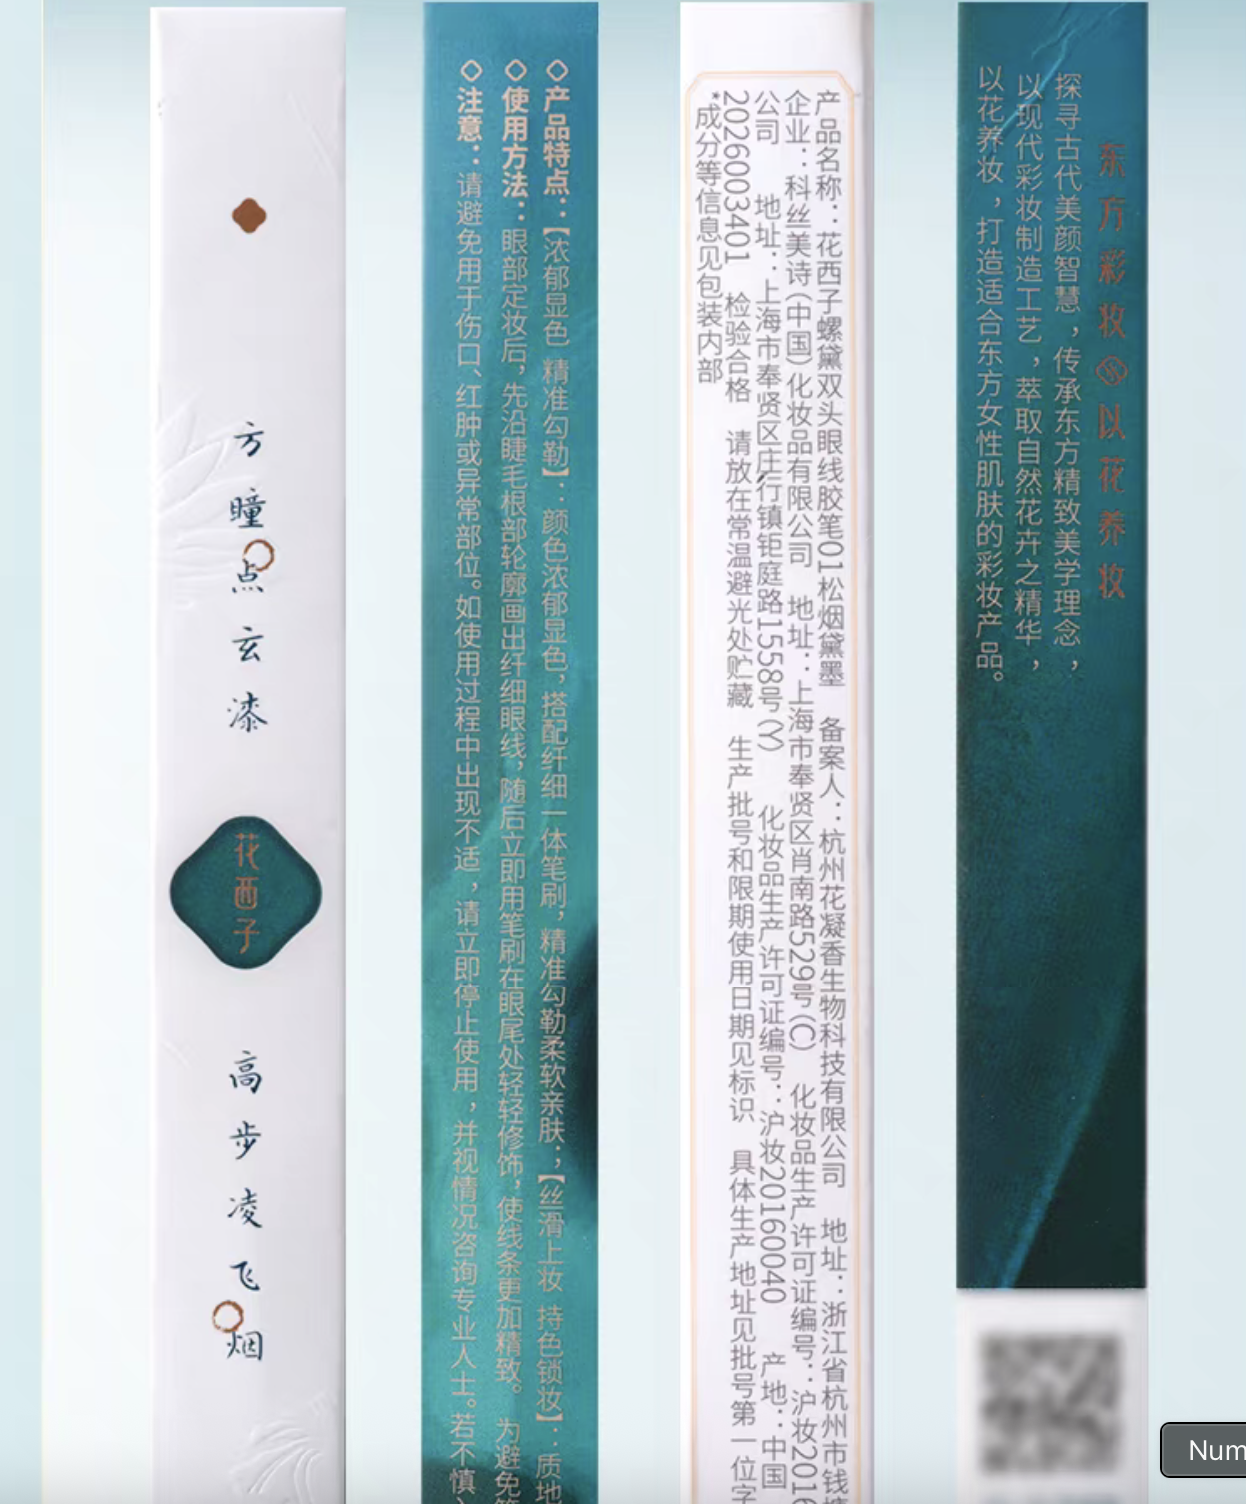 方瞳点玄漆
花西子
高步凌飞烟
◇产品特点:【浓郁显色 精准勾勒】:颜色浓郁显色,搭配纤细一体笔刷,精准勾勒柔软亲肤;【丝滑上妆 持色锁妆】:质地
◇使用方法:眼部定妆后,先沿睫毛根部轮廓画出纤细眼线,随后立即用笔刷在眼尾处轻轻修饰,使线条更加精致。 为避免
◇注意:请避免用于伤口、红肿或异常部位。如使用过程中出现不适,请立即停止使用,并视情况咨询专业人士。若不慎
产品名称:花西子螺黛双头眼线胶笔01松烟黛墨 备案人:杭州花凝香生物科技有限公司 地址:浙江省杭州市钱
企业:科丝美诗(中国)化妆品有限公司 地址:上海市奉贤区肖南路529号(C) 化妆品生产许可证编号:沪妆2016
公司 地址:上海市奉贤区庄行镇钜庭路1558号(Y) 化妆品生产许可证编号:沪妆20160040 产地:中国
2026003401 检验合格 请放在常温避光处贮藏 生产批号和限期使用日期见标识 具体生产地址见批号第一位字
*成分等信息见包装内部
东方彩妆 以花养妆
探寻古代美颜智慧,传承东方精致美学理念,
以现代彩妆制造工艺,萃取自然花卉之精华,
以花养妆,打造适合东方女性肌肤的彩妆产品。
Num